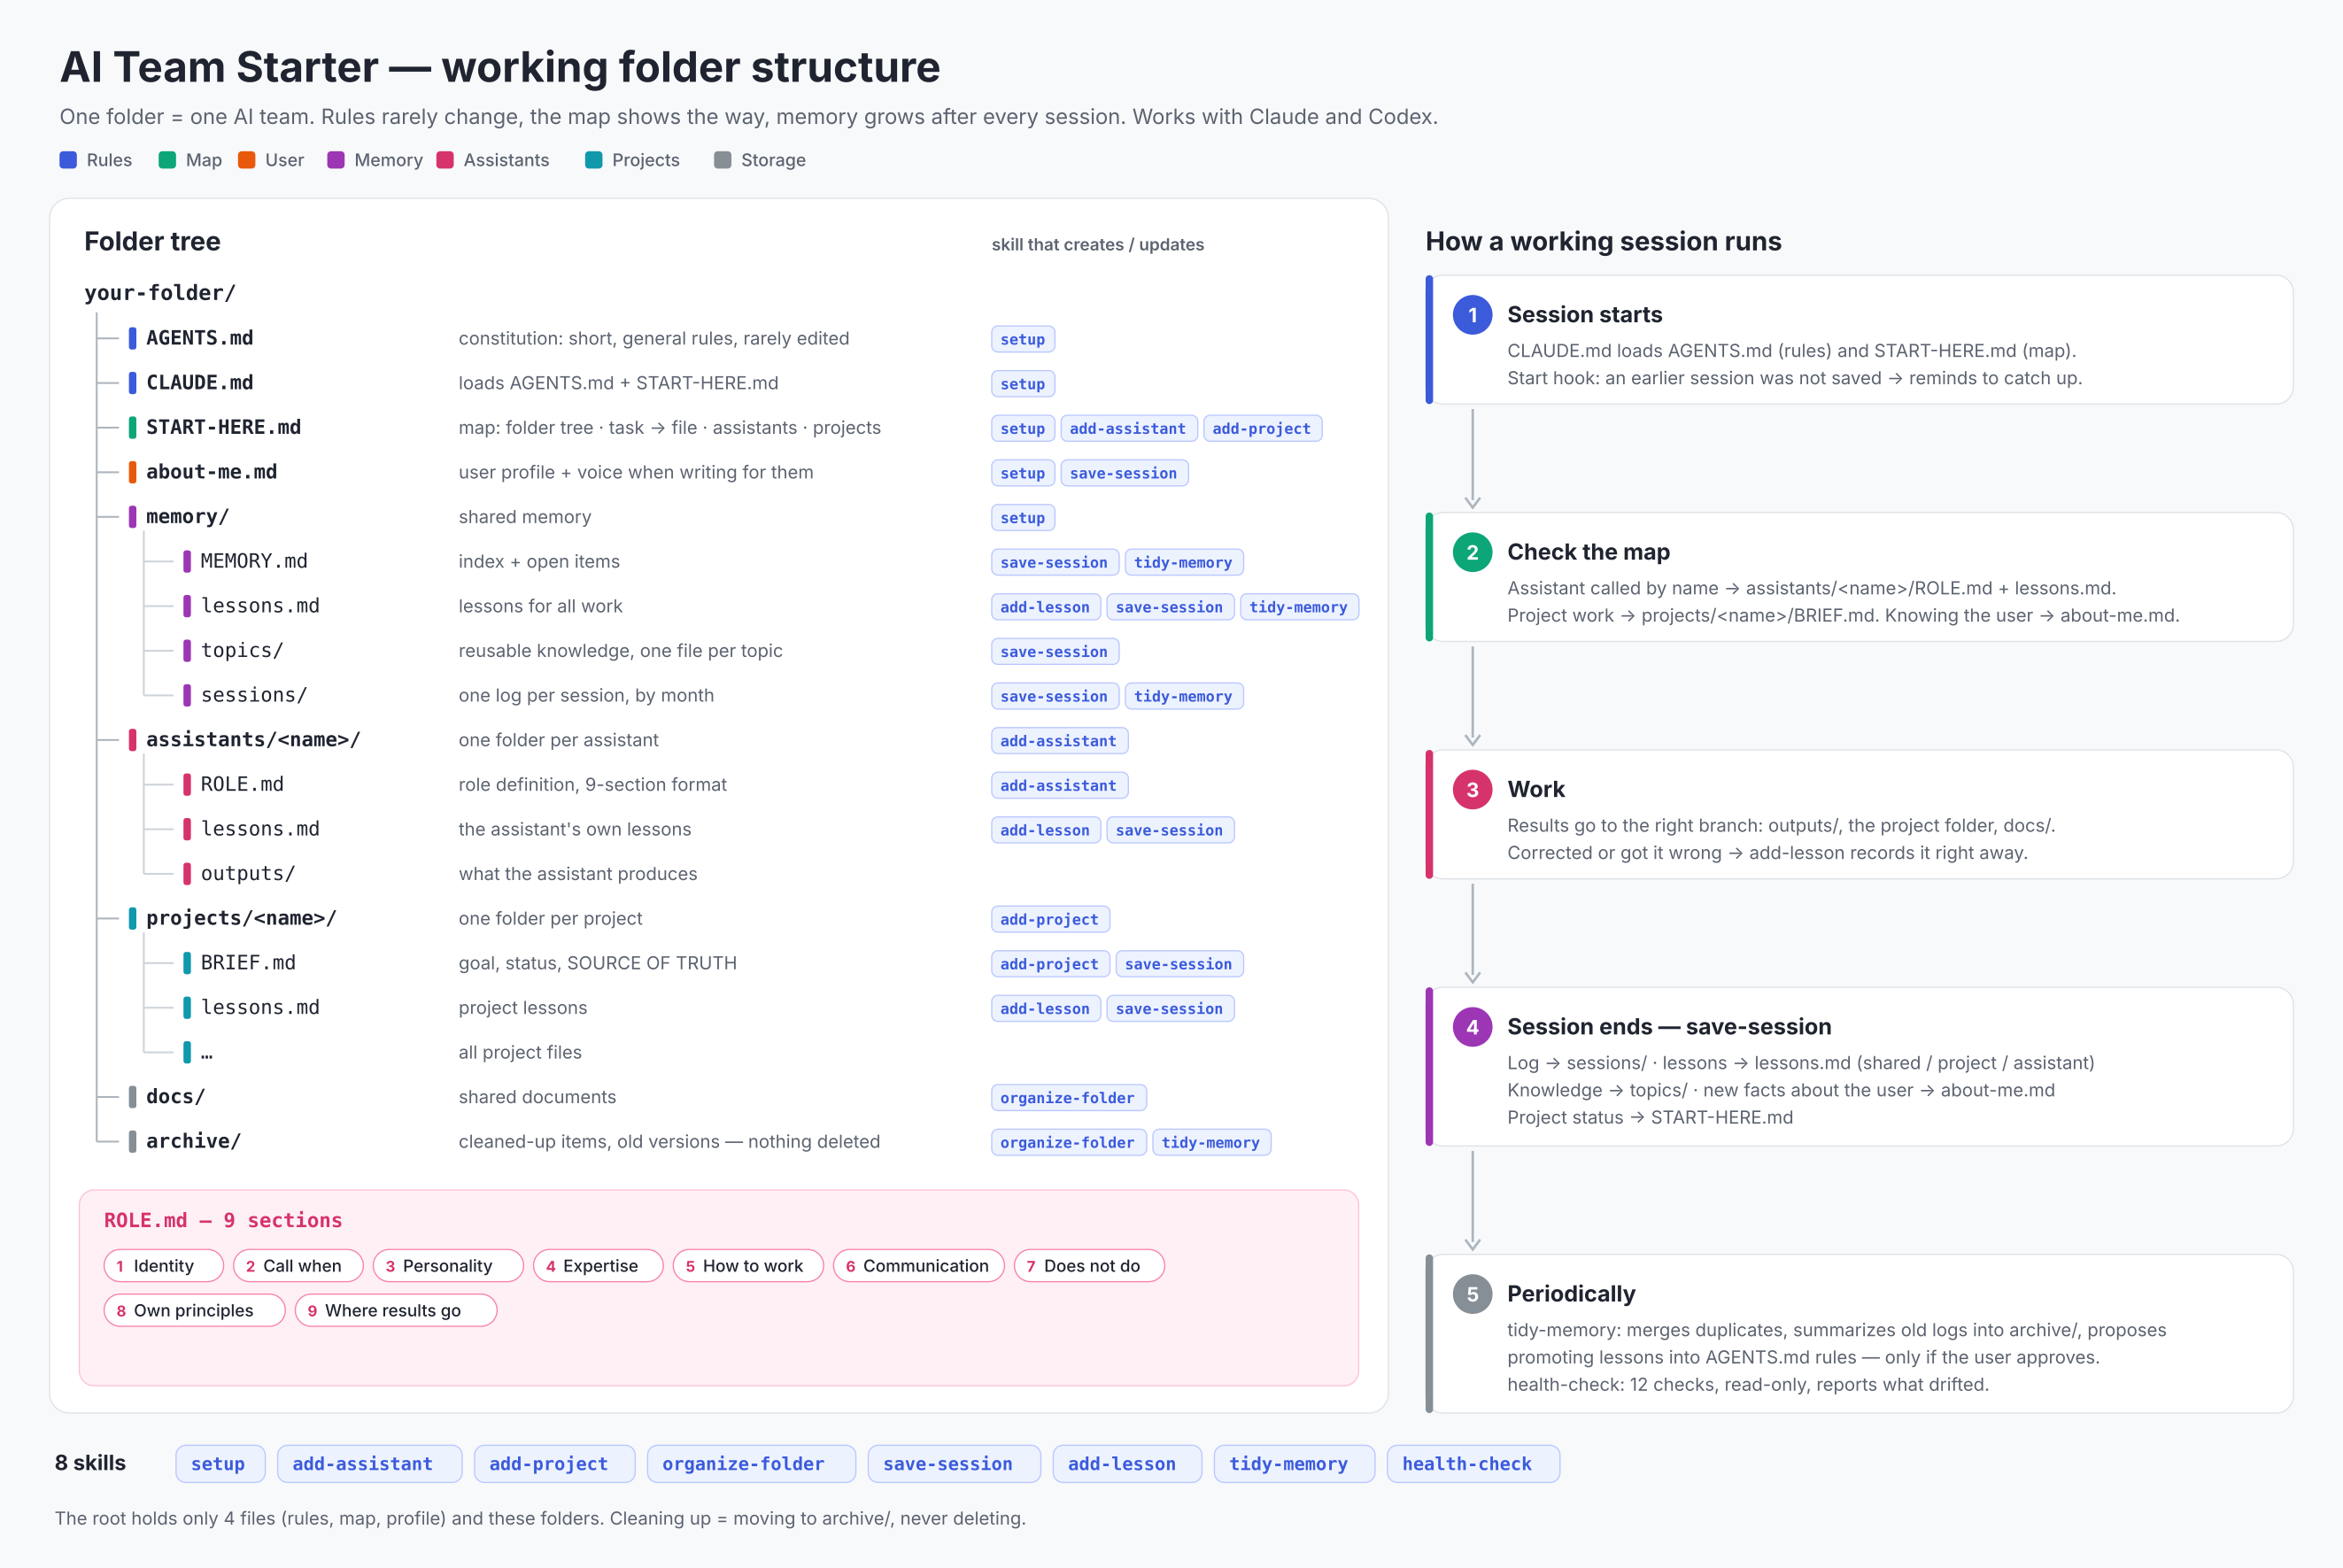 AI Team Starter — working folder structure
One folder = one AI team. Rules rarely change, the map shows the way, memory grows after every session. Works with Claude and Codex.
Rules Map User Memory Assistants Projects Storage
Folder tree
skill that creates / updates
your-folder/
AGENTS.md constitution: short, general rules, rarely edited setup
CLAUDE.md loads AGENTS.md + START-HERE.md setup
START-HERE.md map: folder tree · task → file · assistants · projects setup add-assistant add-project
about-me.md user profile + voice when writing for them setup save-session
memory/ shared memory setup
MEMORY.md index + open items save-session tidy-memory
lessons.md lessons for all work add-lesson save-session tidy-memory
topics/ reusable knowledge, one file per topic save-session
sessions/ one log per session, by month save-session tidy-memory
assistants/<name>/ one folder per assistant add-assistant
ROLE.md role definition, 9-section format add-assistant
lessons.md the assistant's own lessons add-lesson save-session
outputs/ what the assistant produces
projects/<name>/ one folder per project add-project
BRIEF.md goal, status, SOURCE OF TRUTH add-project save-session
lessons.md project lessons add-lesson save-session
… all project files
docs/ shared documents organize-folder
archive/ cleaned-up items, old versions — nothing deleted organize-folder tidy-memory
ROLE.md — 9 sections
1 Identity 2 Call when 3 Personality 4 Expertise 5 How to work 6 Communication 7 Does not do
8 Own principles 9 Where results go
How a working session runs
1 Session starts
CLAUDE.md loads AGENTS.md (rules) and START-HERE.md (map).
Start hook: an earlier session was not saved → reminds to catch up.
2 Check the map
Assistant called by name → assistants/<name>/ROLE.md + lessons.md.
Project work → projects/<name>/BRIEF.md. Knowing the user → about-me.md.
3 Work
Results go to the right branch: outputs/, the project folder, docs/.
Corrected or got it wrong → add-lesson records it right away.
4 Session ends — save-session
Log → sessions/ · lessons → lessons.md (shared / project / assistant)
Knowledge → topics/ · new facts about the user → about-me.md
Project status → START-HERE.md
5 Periodically
tidy-memory: merges duplicates, summarizes old logs into archive/, proposes
promoting lessons into AGENTS.md rules — only if the user approves.
health-check: 12 checks, read-only, reports what drifted.
8 skills setup add-assistant add-project organize-folder save-session add-lesson tidy-memory health-check
The root holds only 4 files (rules, map, profile) and these folders. Cleaning up = moving to archive/, never deleting.